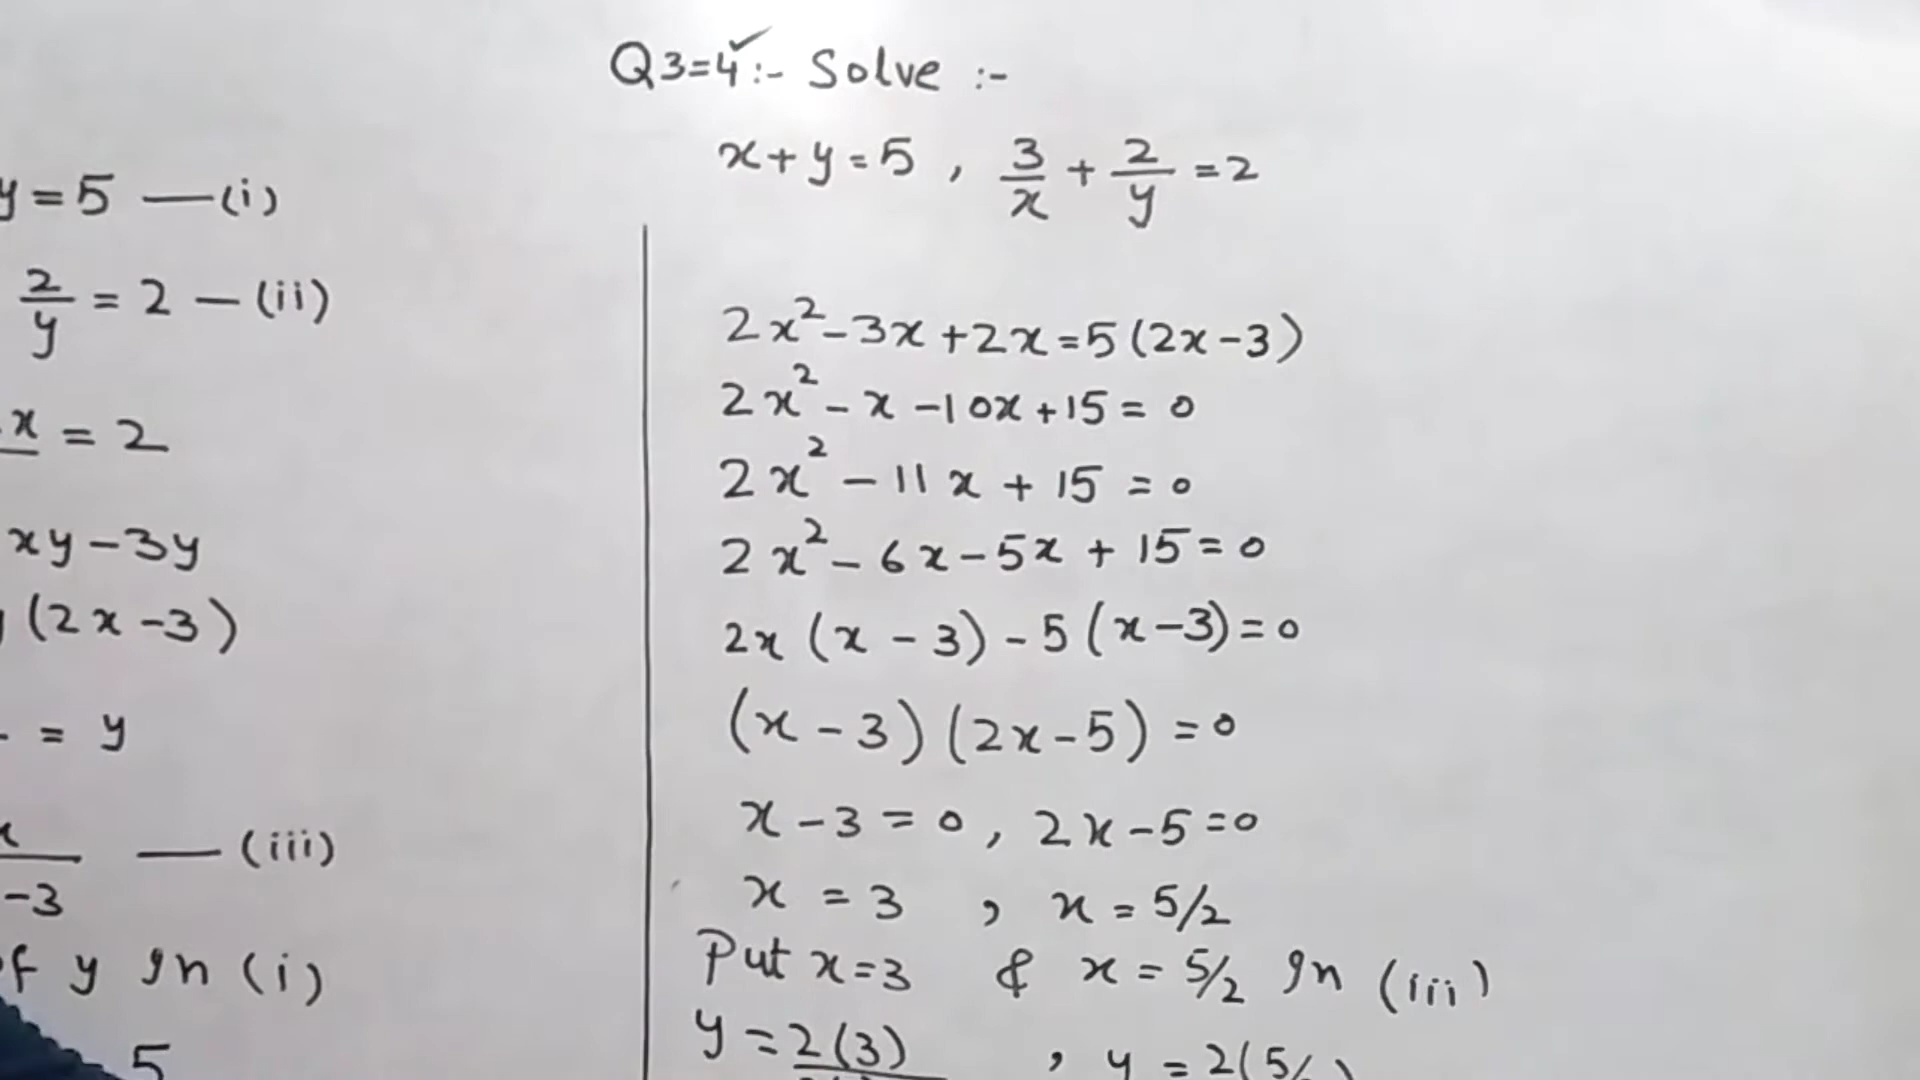 Q3=4:- Solve :-
x+y=5 , 3/x + 2/y =2
y=5 —(i)
2/y = 2 —(ii)
x = 2
xy-3y
(2x-3)
= y
—(iii)
-3
of y In (i)
5
2x²-3x+2x=5(2x-3)
2x²-x-10x+15=0
2x²-11x+15=0
2x²-6x-5x+15=0
2x(x-3)-5(x-3)=0
(x-3)(2x-5)=0
x-3=0, 2x-5=0
x=3 , x=5/2
Put x=3 & x=5/2 In (iii)
y=2(3) , y=2(5/